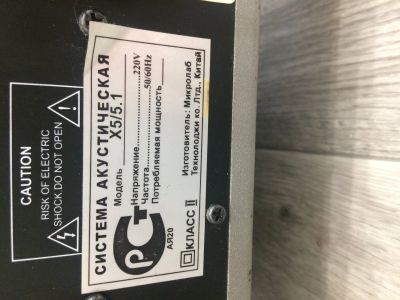 CAUTION
RISK OF ELECTRIC
SHOCK.DO NOT OPEN
СИСТЕМА АКУСТИЧЕСКАЯ
Модель X5/5.1
Напряжение 220V
Частота 50/60Hz
Потребляемая мощность
Изготовитель: Микролаб
Технолоджи ко. Лтд., Китай
РСТ
АЯ20
КЛАСС II